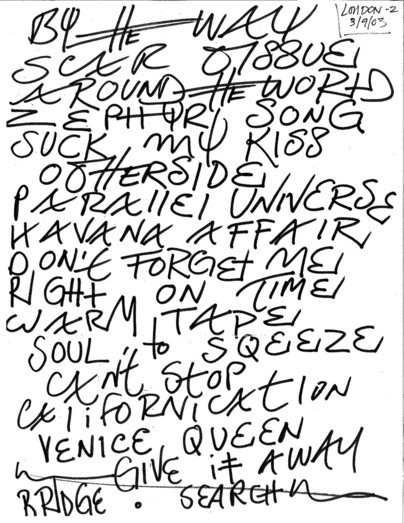 LONDON-2
3/9/03
BY THE WAY
SCAR TISSUE
AROUND THE WORLD
ZEPHYR SONG
SUCK MY KISS
OTHERSIDE
PARAllEl UNIVERSE
HAVANA AFFAIR
DON't FORGEt ME
RIGHt ON TIME
WARM TAPE
SOUL to SQEEZE
CANt StOP
CAliFORNICAtION
VENICE QUEEN
GIVE it AWAY
BRIDGE . SEARCH